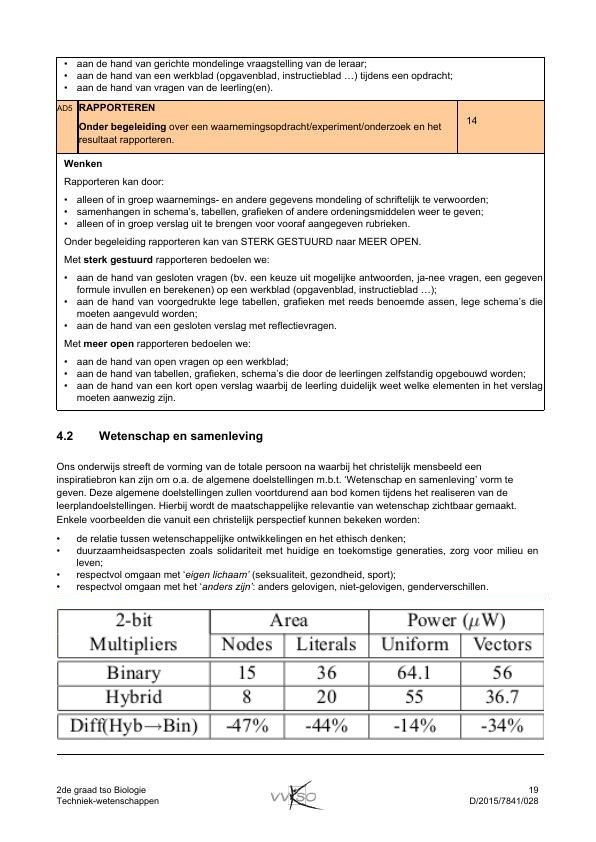 • aan de hand van gerichte mondelinge vraagstelling van de leraar;
• aan de hand van een werkblad (opgavenblad, instructieblad …) tijdens een opdracht;
• aan de hand van vragen van de leerling(en).
AD5 RAPPORTEREN
Onder begeleiding over een waarnemingsopdracht/experiment/onderzoek en het
resultaat rapporteren.
14
Wenken
Rapporteren kan door:
• alleen of in groep waarnemings- en andere gegevens mondeling of schriftelijk te verwoorden;
• samenhangen in schema's, tabellen, grafieken of andere ordeningsmiddelen weer te geven;
• alleen of in groep verslag uit te brengen voor vooraf aangegeven rubrieken.
Onder begeleiding rapporteren kan van STERK GESTUURD naar MEER OPEN.
Met sterk gestuurd rapporteren bedoelen we:
• aan de hand van gesloten vragen (bv. een keuze uit mogelijke antwoorden, ja-nee vragen, een gegeven
formule invullen en berekenen) op een werkblad (opgavenblad, instructieblad …);
• aan de hand van voorgedrukte lege tabellen, grafieken met reeds benoemde assen, lege schema's die
moeten aangevuld worden;
• aan de hand van een gesloten verslag met reflectievragen.
Met meer open rapporteren bedoelen we:
• aan de hand van open vragen op een werkblad;
• aan de hand van tabellen, grafieken, schema's die door de leerlingen zelfstandig opgebouwd worden;
• aan de hand van een kort open verslag waarbij de leerling duidelijk weet welke elementen in het verslag
moeten aanwezig zijn.
4.2 Wetenschap en samenleving
Ons onderwijs streeft de vorming van de totale persoon na waarbij het christelijk mensbeeld een
inspiratiebron kan zijn om o.a. de algemene doelstellingen m.b.t. 'Wetenschap en samenleving' vorm te
geven. Deze algemene doelstellingen zullen voortdurend aan bod komen tijdens het realiseren van de
leerplandoelstellingen. Hierbij wordt de maatschappelijke relevantie van wetenschap zichtbaar gemaakt.
Enkele voorbeelden die vanuit een christelijk perspectief kunnen bekeken worden:
• de relatie tussen wetenschappelijke ontwikkelingen en het ethisch denken;
• duurzaamheidsaspecten zoals solidariteit met huidige en toekomstige generaties, zorg voor milieu en
leven;
• respectvol omgaan met 'eigen lichaam' (seksualiteit, gezondheid, sport);
• respectvol omgaan met het 'anders zijn': anders gelovigen, niet-gelovigen, genderverschillen.
2-bit Area Power (μW)
Multipliers Nodes Literals Uniform Vectors
Binary 15 36 64.1 56
Hybrid 8 20 55 36.7
Diff(Hyb→Bin) -47% -44% -14% -34%
2de graad tso Biologie
Techniek-wetenschappen
vvkso
19
D/2015/7841/028